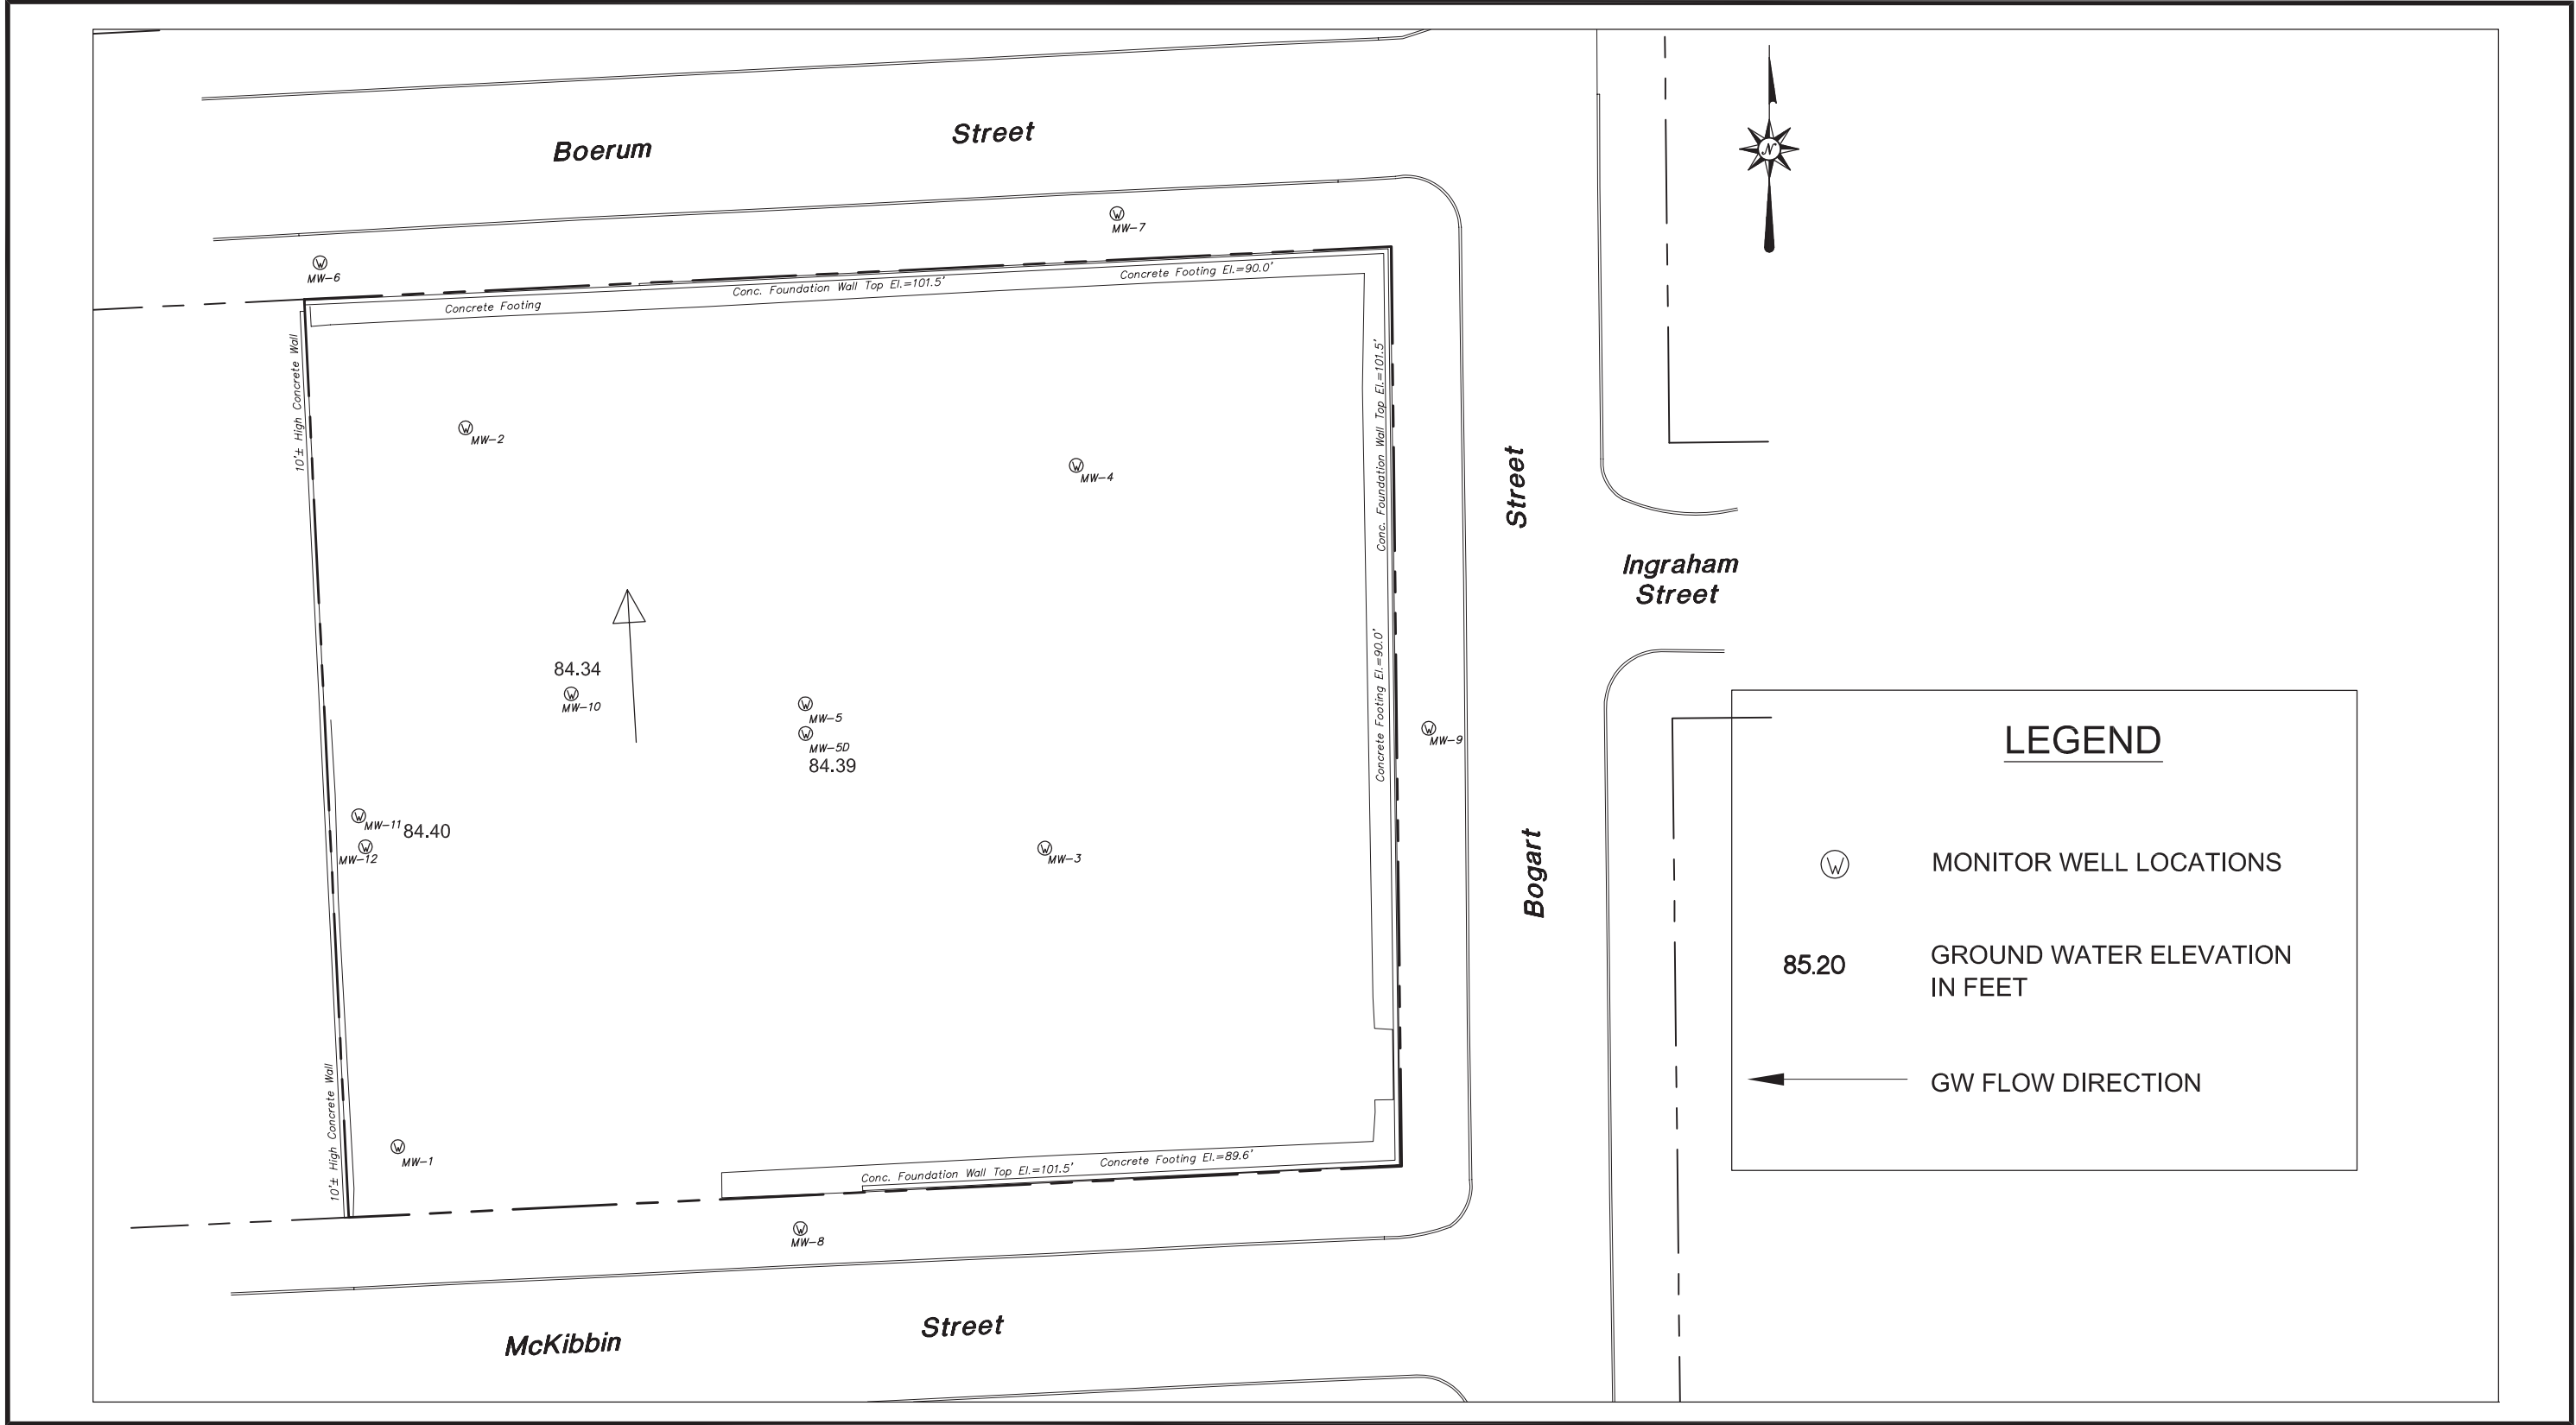 Boerum Street
MW-7
MW-6
N
Concrete Footing El.=90.0'
Conc. Foundation Wall Top El.=101.5'
Concrete Footing
10'± High Concrete Wall
Conc. Foundation Wall Top El.=101.5'
MW-2
MW-4
Street
Ingraham
Street
84.34
MW-10
MW-5
MW-5D
84.39
Concrete Footing El.=90.0'
MW-9
MW-11 84.40
MW-12
MW-3
Bogart
LEGEND
W MONITOR WELL LOCATIONS
85.20 GROUND WATER ELEVATION
IN FEET
GW FLOW DIRECTION
10'± High Concrete Wall
MW-1
Conc. Foundation Wall Top El.=101.5' Concrete Footing El.=89.6'
MW-8
McKibbin Street